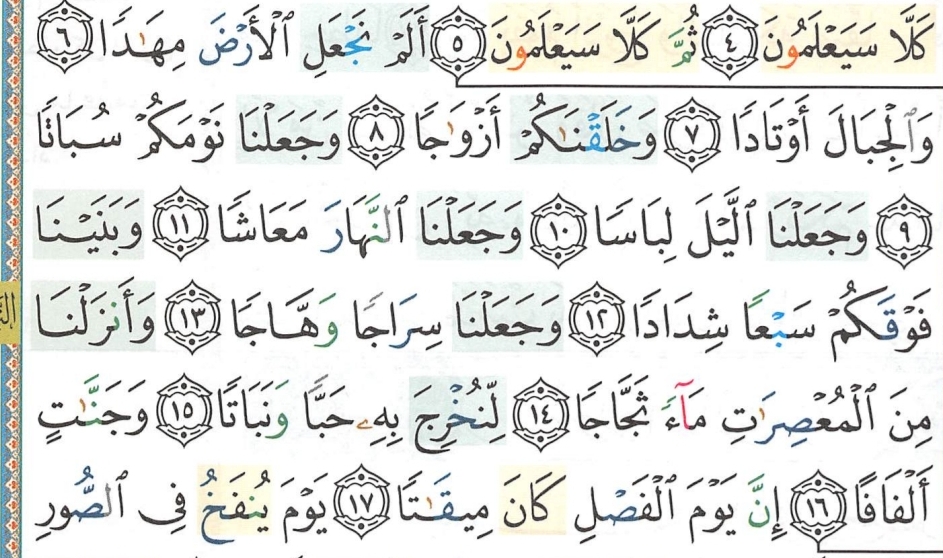 كَلَّا سَيَعْلَمُونَ ٤ ثُمَّ كَلَّا سَيَعْلَمُونَ ٥ أَلَمْ نَجْعَلِ ٱلْأَرْضَ مِهَٰدًا ٦
وَٱلْجِبَالَ أَوْتَادًا ٧ وَخَلَقْنَٰكُمْ أَزْوَٰجًا ٨ وَجَعَلْنَا نَوْمَكُمْ سُبَاتًا
٩ وَجَعَلْنَا ٱلَّيْلَ لِبَاسًا ١٠ وَجَعَلْنَا ٱلنَّهَارَ مَعَاشًا ١١ وَبَنَيْنَا
فَوْقَكُمْ سَبْعًا شِدَادًا ١٢ وَجَعَلْنَا سِرَاجًا وَهَّاجًا ١٣ وَأَنزَلْنَا
مِنَ ٱلْمُعْصِرَٰتِ مَآءً ثَجَّاجًا ١٤ لِّنُخْرِجَ بِهِۦ حَبًّا وَنَبَاتًا ١٥ وَجَنَّٰتٍ
أَلْفَافًا ١٦ إِنَّ يَوْمَ ٱلْفَصْلِ كَانَ مِيقَٰتًا ١٧ يَوْمَ يُنفَخُ فِى ٱلصُّورِ